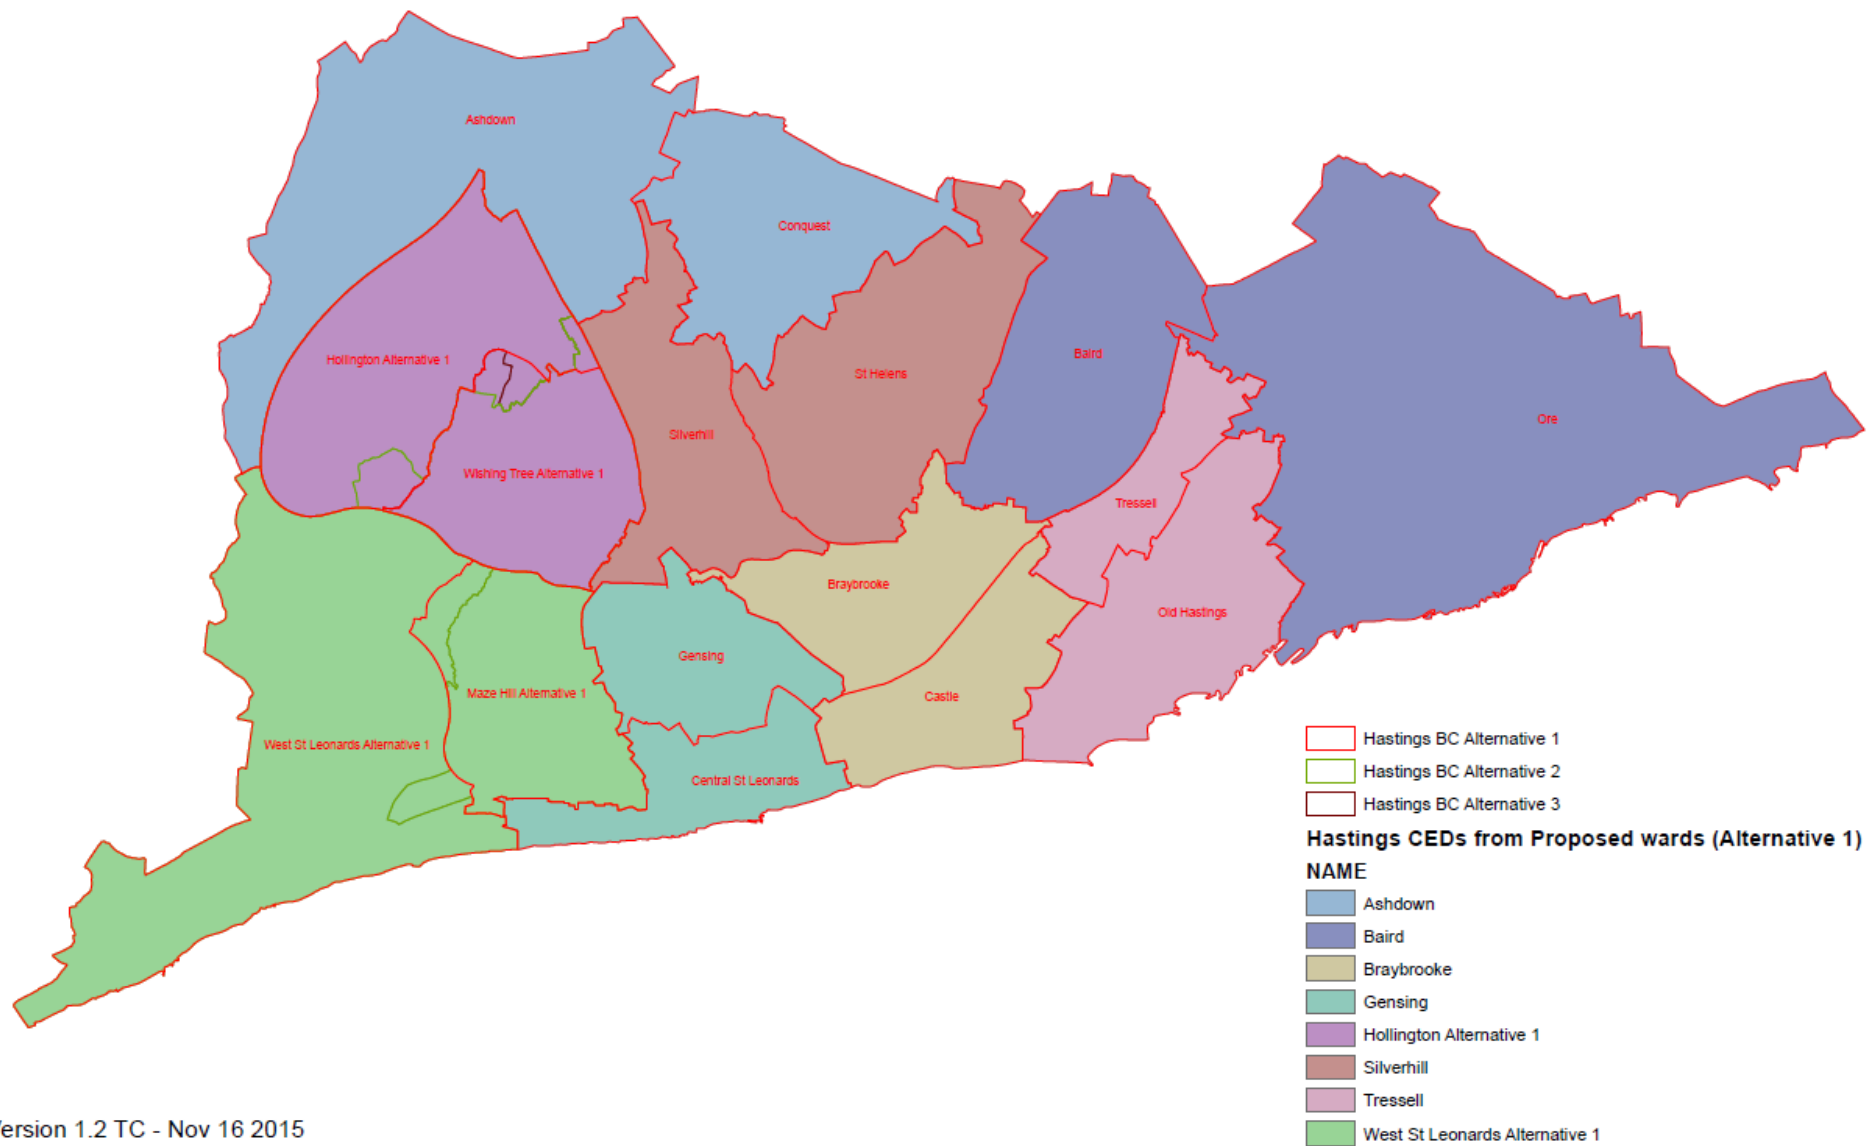 Ashdown
Conquest
Hollington Alternative 1
Baird
St Helens
Ore
Silverhill
Wishing Tree Alternative 1
Tressell
Braybrooke
Old Hastings
Gensing
Maze Hill Alternative 1
Castle
West St Leonards Alternative 1
Central St Leonards
Hastings BC Alternative 1
Hastings BC Alternative 2
Hastings BC Alternative 3
Hastings CEDs from Proposed wards (Alternative 1)
NAME
Ashdown
Baird
Braybrooke
Gensing
Hollington Alternative 1
Silverhill
Tressell
West St Leonards Alternative 1
Version 1.2 TC - Nov 16 2015